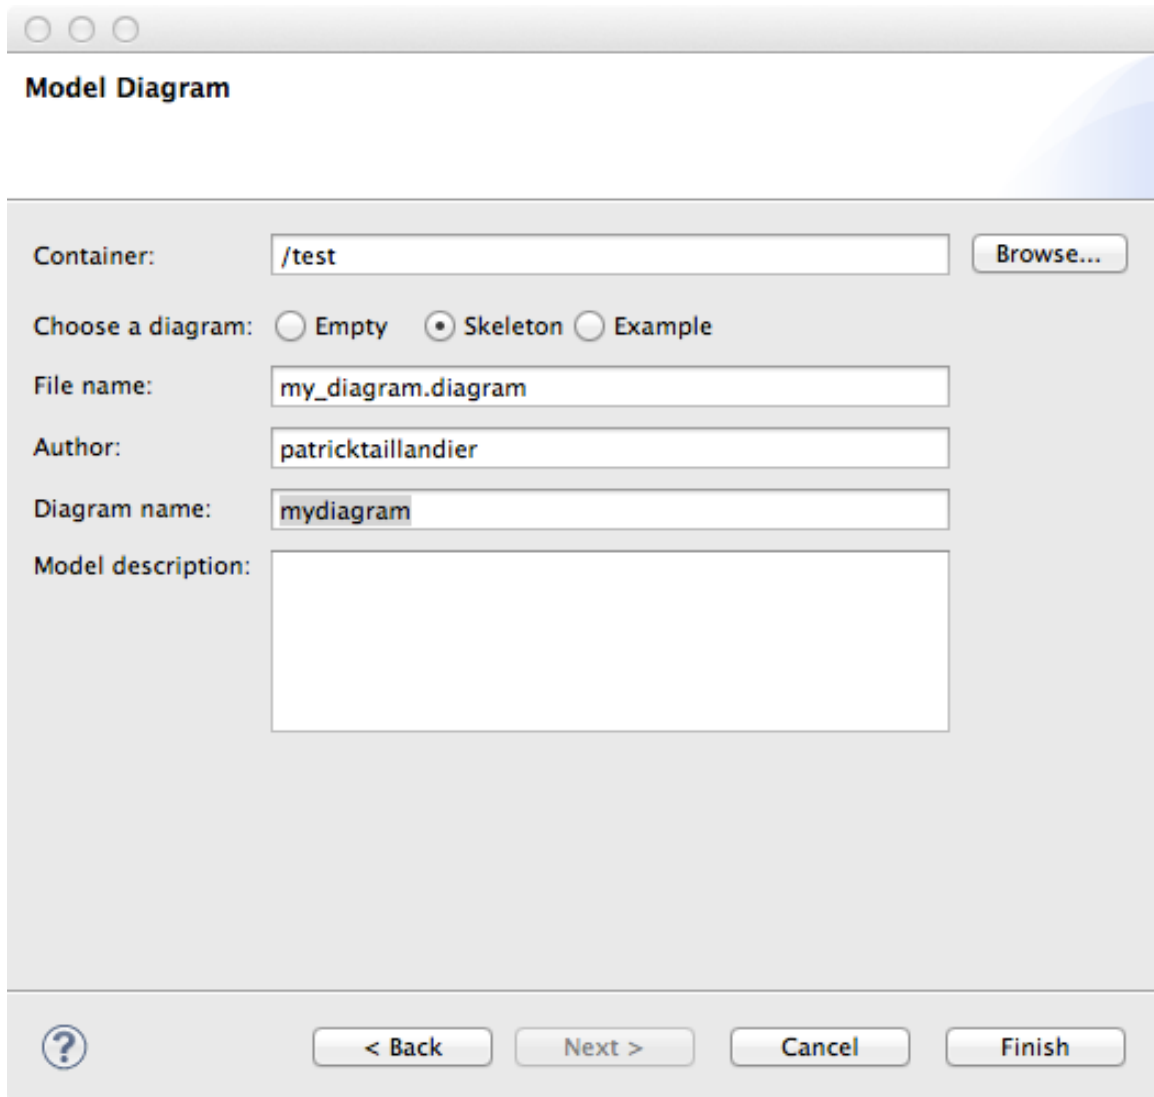 Model Diagram
Container: /test Browse...
Choose a diagram: Empty Skeleton Example
File name: my_diagram.diagram
Author: patricktaillandier
Diagram name: mydiagram
Model description:
? < Back Next > Cancel Finish